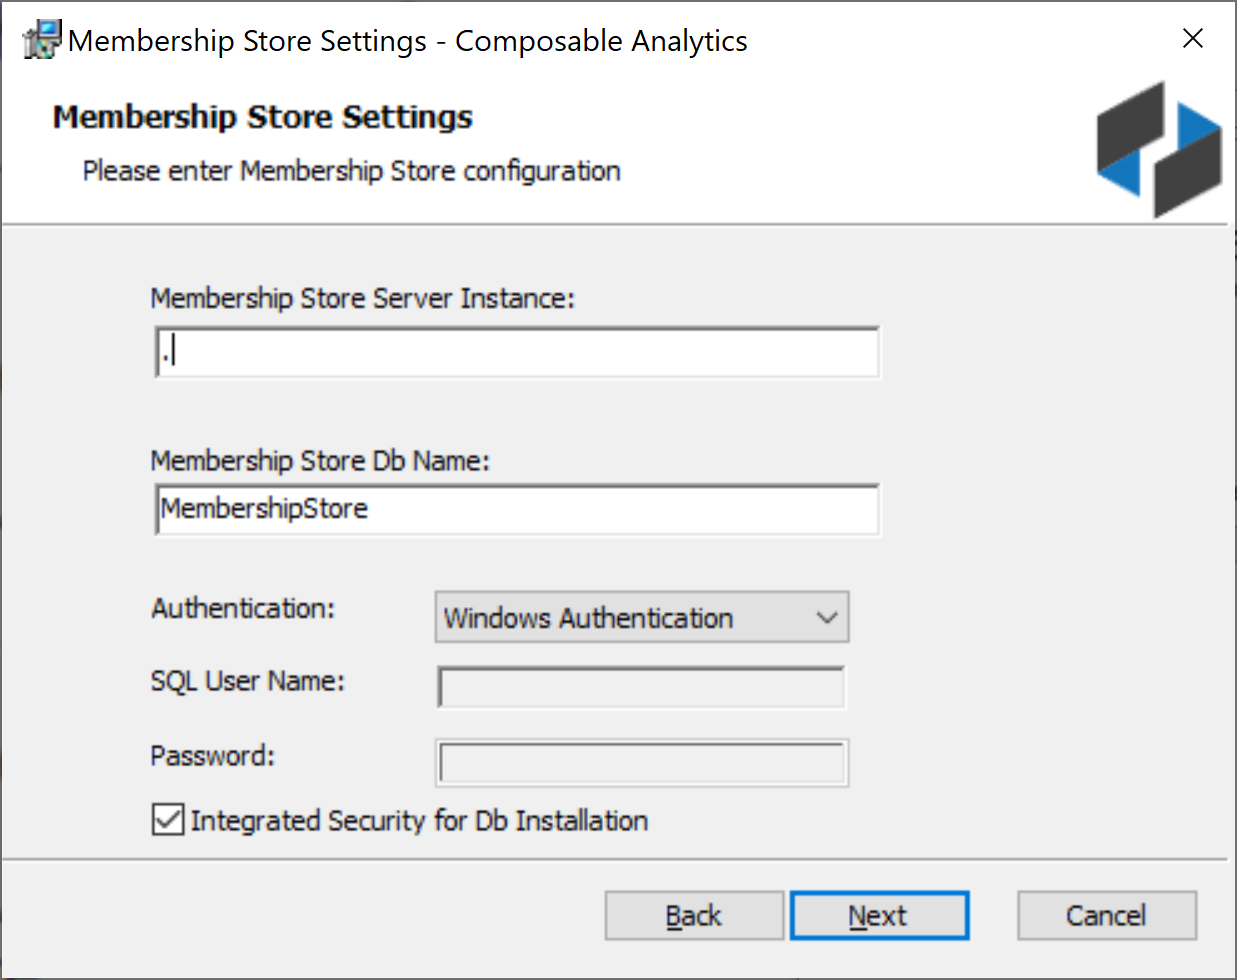 Membership Store Settings - Composable Analytics
Membership Store Settings
Please enter Membership Store configuration
Membership Store Server Instance:
.
Membership Store Db Name:
MembershipStore
Authentication:
Windows Authentication
SQL User Name:
Password:
Integrated Security for Db Installation
Back
Next
Cancel